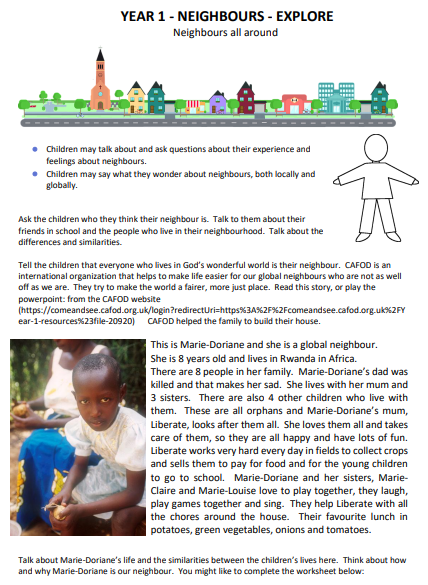 YEAR 1 - NEIGHBOURS - EXPLORE
Neighbours all around
● Children may talk about and ask questions about their experience and
feelings about neighbours.
● Children may say what they wonder about neighbours, both locally and
globally.
Ask the children who they think their neighbour is. Talk to them about their
friends in school and the people who live in their neighbourhood. Talk about the
differences and similarities.
Tell the children that everyone who lives in God's wonderful world is their neighbour. CAFOD is an
international organization that helps to make life easier for our global neighbours who are not as well
off as we are. They try to make the world a fairer, more just place. Read this story, or play the
powerpoint: from the CAFOD website
(https://comeandsee.cafod.org.uk/login?redirectUri=https%3A%2F%2Fcomeandsee.cafod.org.uk%2FY
ear-1-resources%23file-20920) CAFOD helped the family to build their house.
This is Marie-Doriane and she is a global neighbour.
She is 8 years old and lives in Rwanda in Africa.
There are 8 people in her family. Marie-Doriane's dad was
killed and that makes her sad. She lives with her mum and
3 sisters. There are also 4 other children who live with
them. These are all orphans and Marie-Doriane's mum,
Liberate, looks after them all. She loves them all and takes
care of them, so they are all happy and have lots of fun.
Liberate works very hard every day in fields to collect crops
and sells them to pay for food and for the young children
to go to school. Marie-Doriane and her sisters, Marie-
Claire and Marie-Louise love to play together, they laugh,
play games together and sing. They help Liberate with all
the chores around the house. Their favourite lunch in
potatoes, green vegetables, onions and tomatoes.
Talk about Marie-Doriane's life and the similarities between the children's lives here. Think about how
and why Marie-Doriane is our neighbour. You might like to complete the worksheet below: